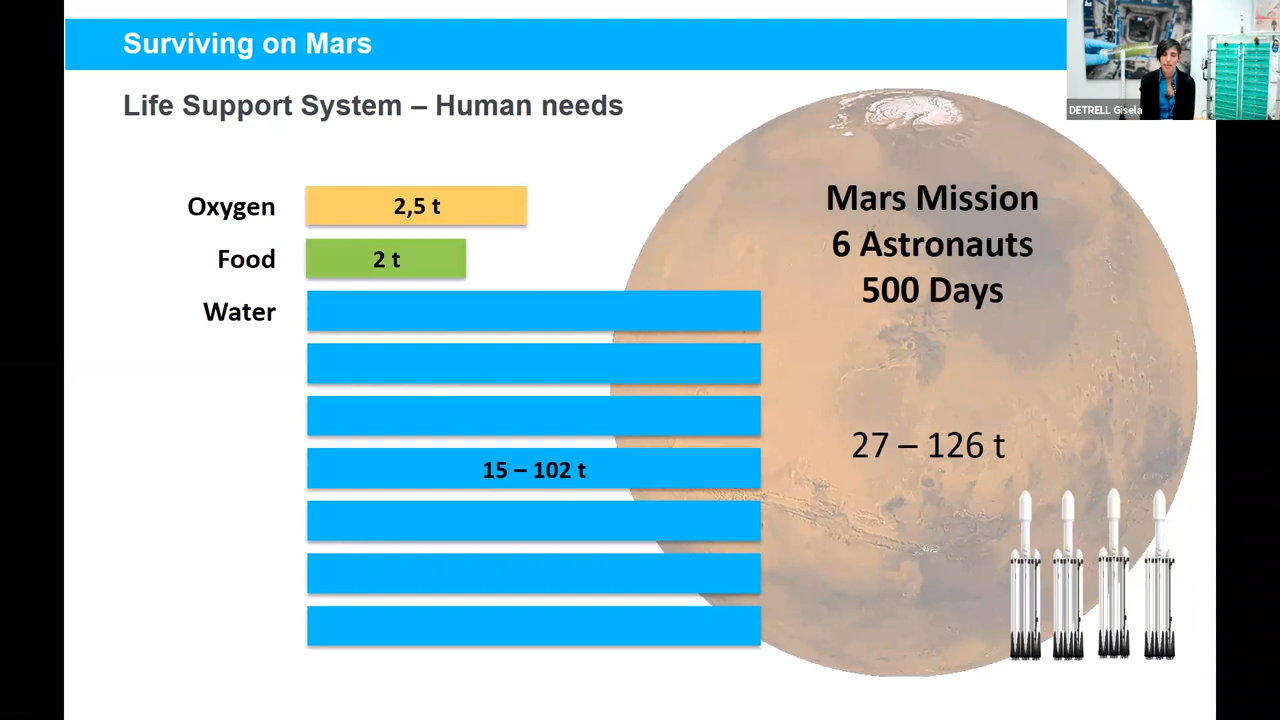 Surviving on Mars
DETRELL Gisela
Life Support System – Human needs
Oxygen
2,5 t
Food
2 t
Water
15 – 102 t
Mars Mission
6 Astronauts
500 Days
27 – 126 t